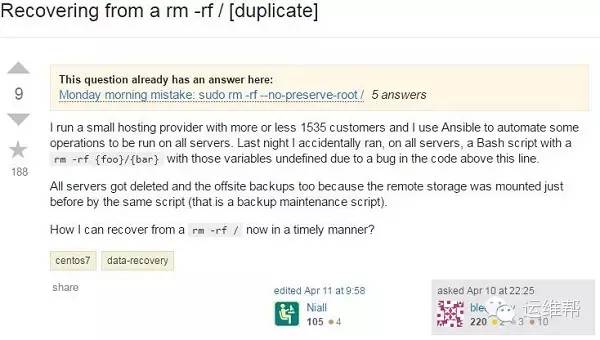 Recovering from a rm -rf / [duplicate]
This question already has an answer here:
Monday morning mistake: sudo rm -rf --no-preserve-root / 5 answers
9
188
I run a small hosting provider with more or less 1535 customers and I use Ansible to automate some
operations to be run on all servers. Last night I accidentally ran, on all servers, a Bash script with a
rm -rf {foo}/{bar} with those variables undefined due to a bug in the code above this line.
All servers got deleted and the offsite backups too because the remote storage was mounted just
before by the same script (that is a backup maintenance script).
How I can recover from a rm -rf / now in a timely manner?
centos7 data-recovery
share
edited Apr 11 at 9:58
Niall
105 4
asked Apr 10 at 22:25
220 2 3 10
运维帮